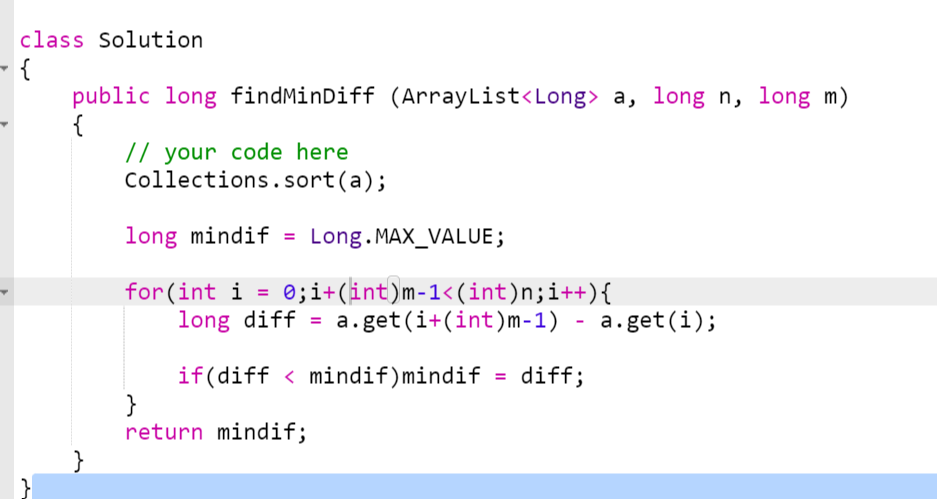 class Solution
{
    public long findMinDiff (ArrayList<Long> a, long n, long m)
    {
        // your code here
        Collections.sort(a);
        long mindif = Long.MAX_VALUE;
        for(int i = 0;i+(int)m-1<(int)n;i++){
            long diff = a.get(i+(int)m-1) - a.get(i);
            if(diff < mindif)mindif = diff;
        }
        return mindif;
    }
}